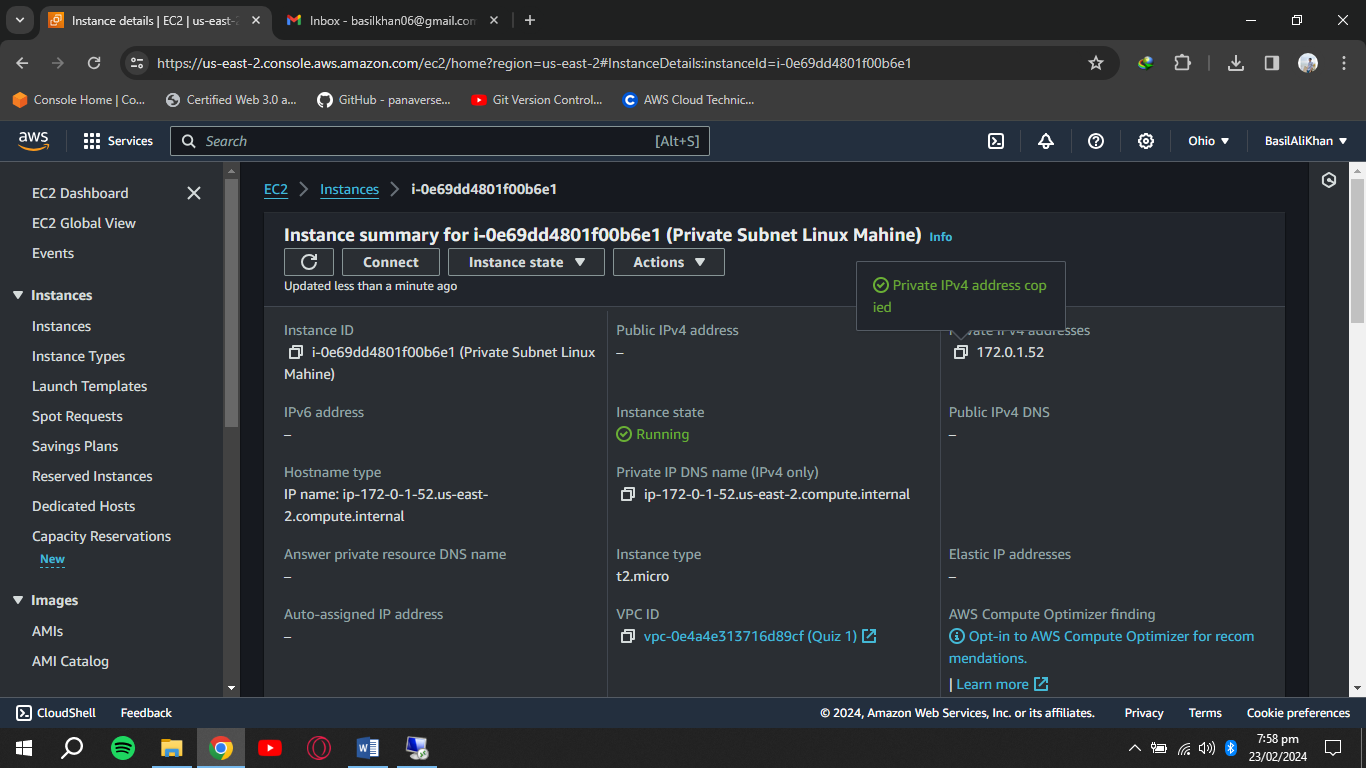 Instance details | EC2 | us-east-2
Inbox - basilkhan06@gmail.com
https://us-east-2.console.aws.amazon.com/ec2/home?region=us-east-2#InstanceDetails:instanceId=i-0e69dd4801f00b6e1
Console Home | Co...
Certified Web 3.0 a...
GitHub - panaverse...
Git Version Control...
AWS Cloud Technic...
aws
Services
Search
[Alt+S]
Ohio
BasilAliKhan
EC2 Dashboard
EC2 Global View
Events
Instances
Instances
Instance Types
Launch Templates
Spot Requests
Savings Plans
Reserved Instances
Dedicated Hosts
Capacity Reservations
New
Images
AMIs
AMI Catalog
EC2
Instances
i-0e69dd4801f00b6e1
Instance summary for i-0e69dd4801f00b6e1 (Private Subnet Linux Mahine) Info
Connect
Instance state
Actions
Updated less than a minute ago
Private IPv4 address cop
ied
Instance ID
i-0e69dd4801f00b6e1 (Private Subnet Linux
Mahine)
Public IPv4 address
–
Private IPv4 addresses
172.0.1.52
IPv6 address
–
Instance state
Running
Public IPv4 DNS
–
Hostname type
IP name: ip-172-0-1-52.us-east-
2.compute.internal
Private IP DNS name (IPv4 only)
ip-172-0-1-52.us-east-2.compute.internal
Answer private resource DNS name
–
Instance type
t2.micro
Elastic IP addresses
–
Auto-assigned IP address
–
VPC ID
vpc-0e4a4e313716d89cf (Quiz 1)
AWS Compute Optimizer finding
Opt-in to AWS Compute Optimizer for recom
mendations.
| Learn more
CloudShell
Feedback
© 2024, Amazon Web Services, Inc. or its affiliates.
Privacy
Terms
Cookie preferences
7:58 pm
23/02/2024